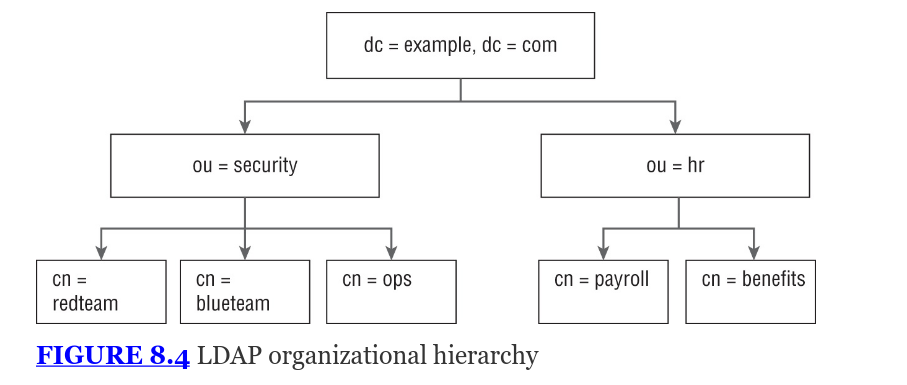 dc = example, dc = com
ou = security
ou = hr
cn =
redteam
cn =
blueteam
cn = ops
cn = payroll
cn = benefits
FIGURE 8.4 LDAP organizational hierarchy